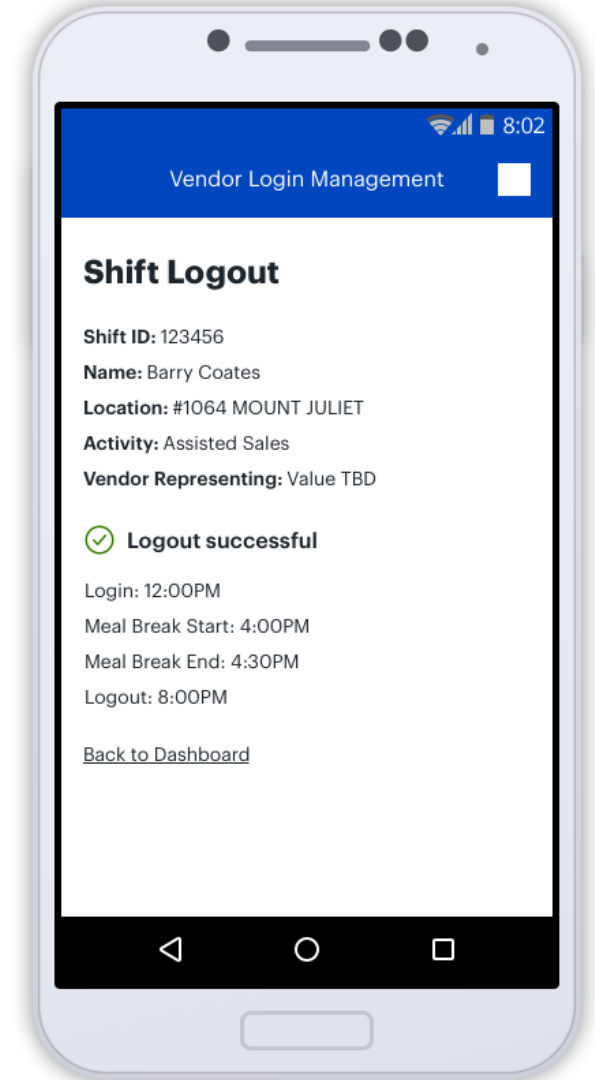 8:02
Vendor Login Management
Shift Logout
Shift ID: 123456
Name: Barry Coates
Location: #1064 MOUNT JULIET
Activity: Assisted Sales
Vendor Representing: Value TBD
Logout successful
Login: 12:00PM
Meal Break Start: 4:00PM
Meal Break End: 4:30PM
Logout: 8:00PM
Back to Dashboard